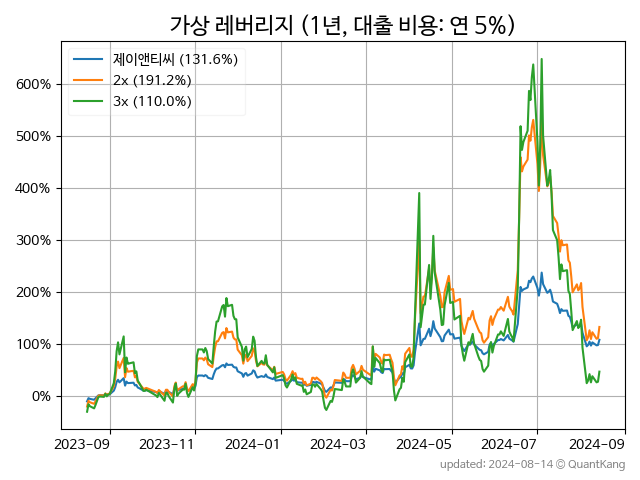 가상 레버리지 (1년, 대출 비용: 연 5%)
제이앤티씨 (131.6%)
2x (191.2%)
3x (110.0%)
600%
500%
400%
300%
200%
100%
0%
2023-09 2023-11 2024-01 2024-03 2024-05 2024-07 2024-09
updated: 2024-08-14 © QuantKang